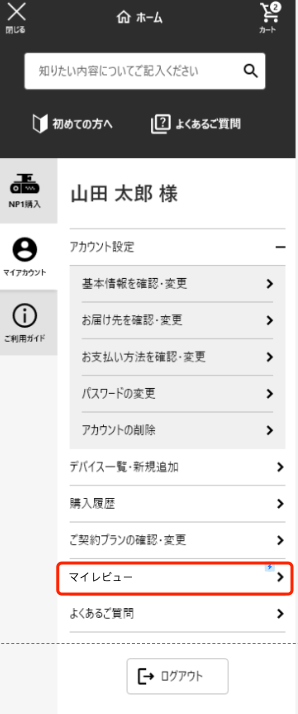 閉じる
ホーム
2
カート
知りたい内容についてご記入ください
初めての方へ
よくあるご質問
NP1購入
マイアカウント
ご利用ガイド
山田 太郎 様
アカウント設定
基本情報を確認・変更
お届け先を確認・変更
お支払い方法を確認・変更
パスワードの変更
アカウントの削除
デバイス一覧・新規追加
購入履歴
ご契約プランの確認・変更
マイレビュー
よくあるご質問
ログアウト